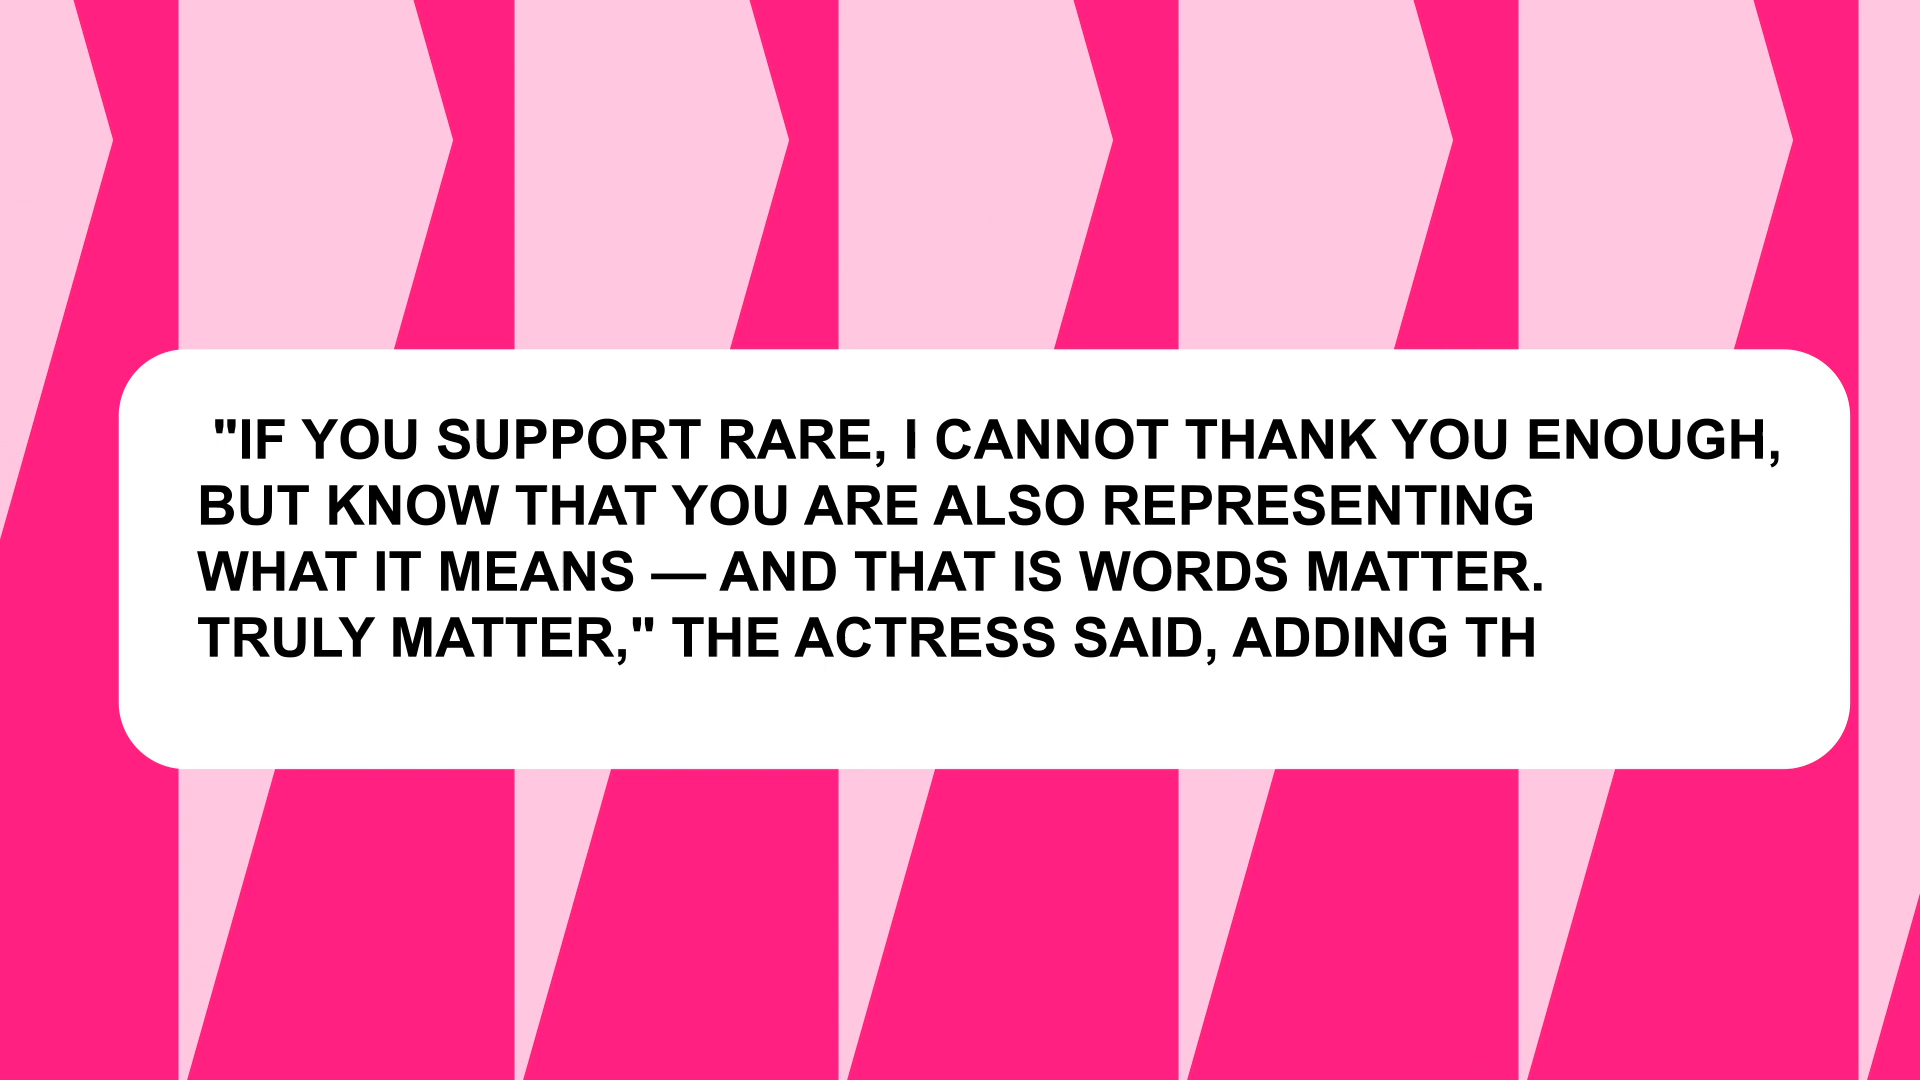 "IF YOU SUPPORT RARE, I CANNOT THANK YOU ENOUGH,
BUT KNOW THAT YOU ARE ALSO REPRESENTING
WHAT IT MEANS — AND THAT IS WORDS MATTER.
TRULY MATTER," THE ACTRESS SAID, ADDING TH